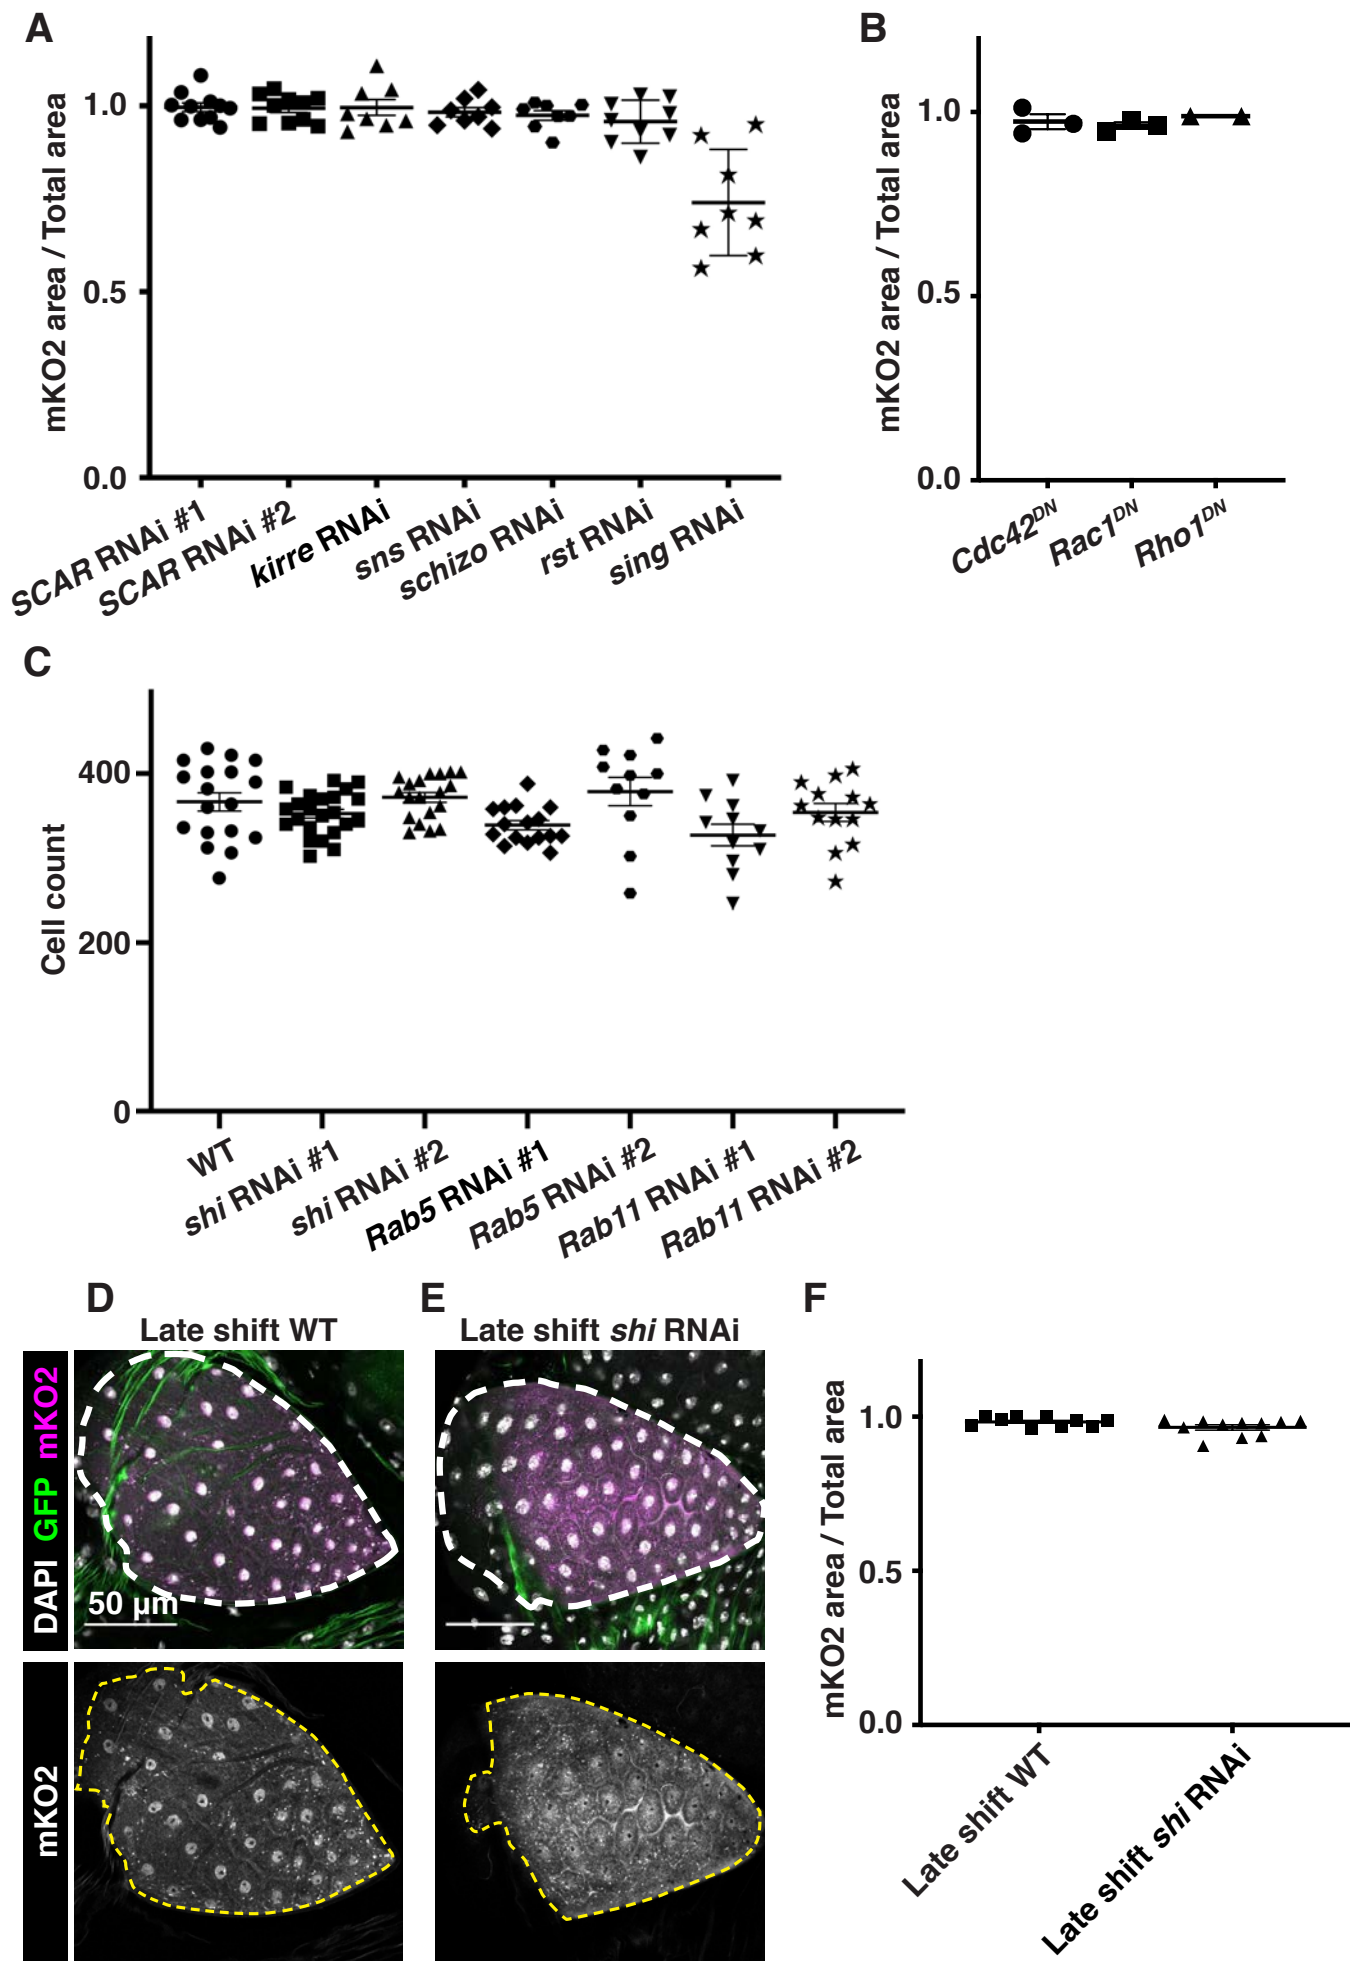 A
mKO2 area / Total area
1.0
0.5
0.0
SCAR RNAi #1
SCAR RNAi #2
kirre RNAi
sns RNAi
schizo RNAi
rst RNAi
sing RNAi
B
mKO2 area / Total area
1.0
0.5
0.0
Cdc42DN
Rac1DN
Rho1DN
C
Cell count
400
200
0
WT
shi RNAi #1
shi RNAi #2
Rab5 RNAi #1
Rab5 RNAi #2
Rab11 RNAi #1
Rab11 RNAi #2
D
Late shift WT
E
Late shift shi RNAi
DAPI GFP mKO2
50 µm
mKO2
F
mKO2 area / Total area
1.0
0.5
0.0
Late shift WT
Late shift shi RNAi